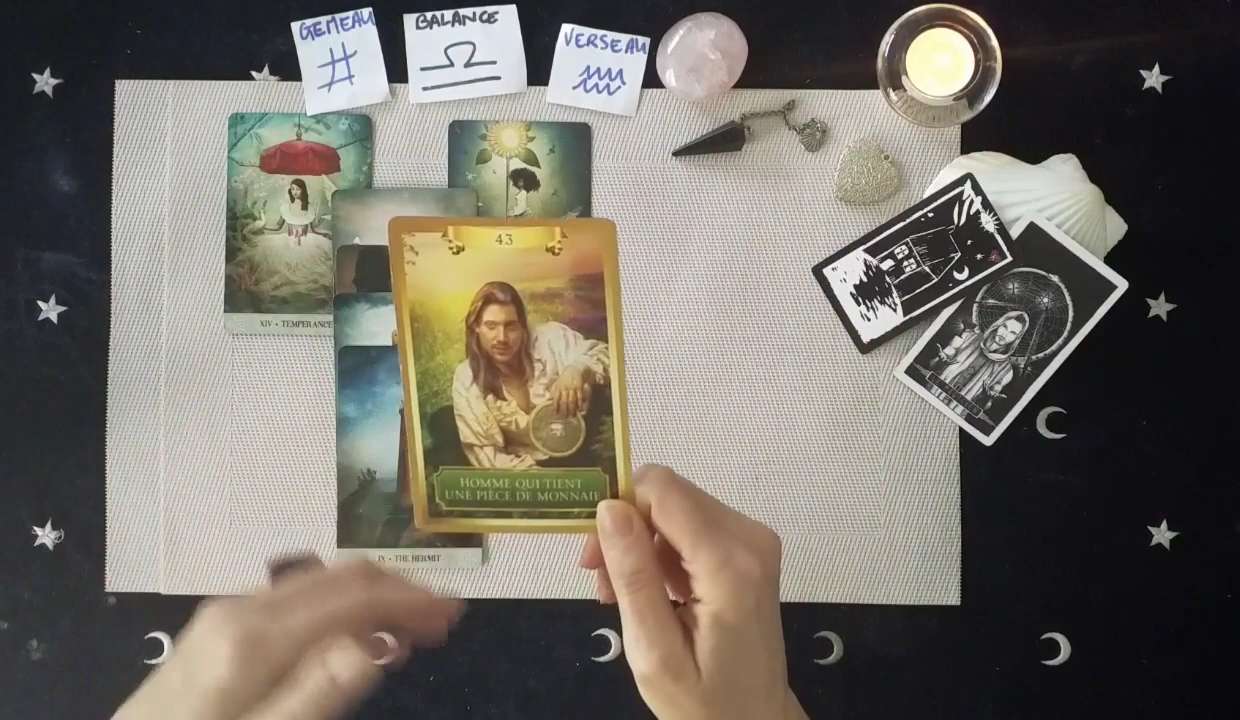 GEMEAU
BALANCE
VERSEAU
43
HOMME QUI TIENT
UNE PIÈCE DE MONNAIE
XIV • TEMPERANCE
IX • THE HERMIT